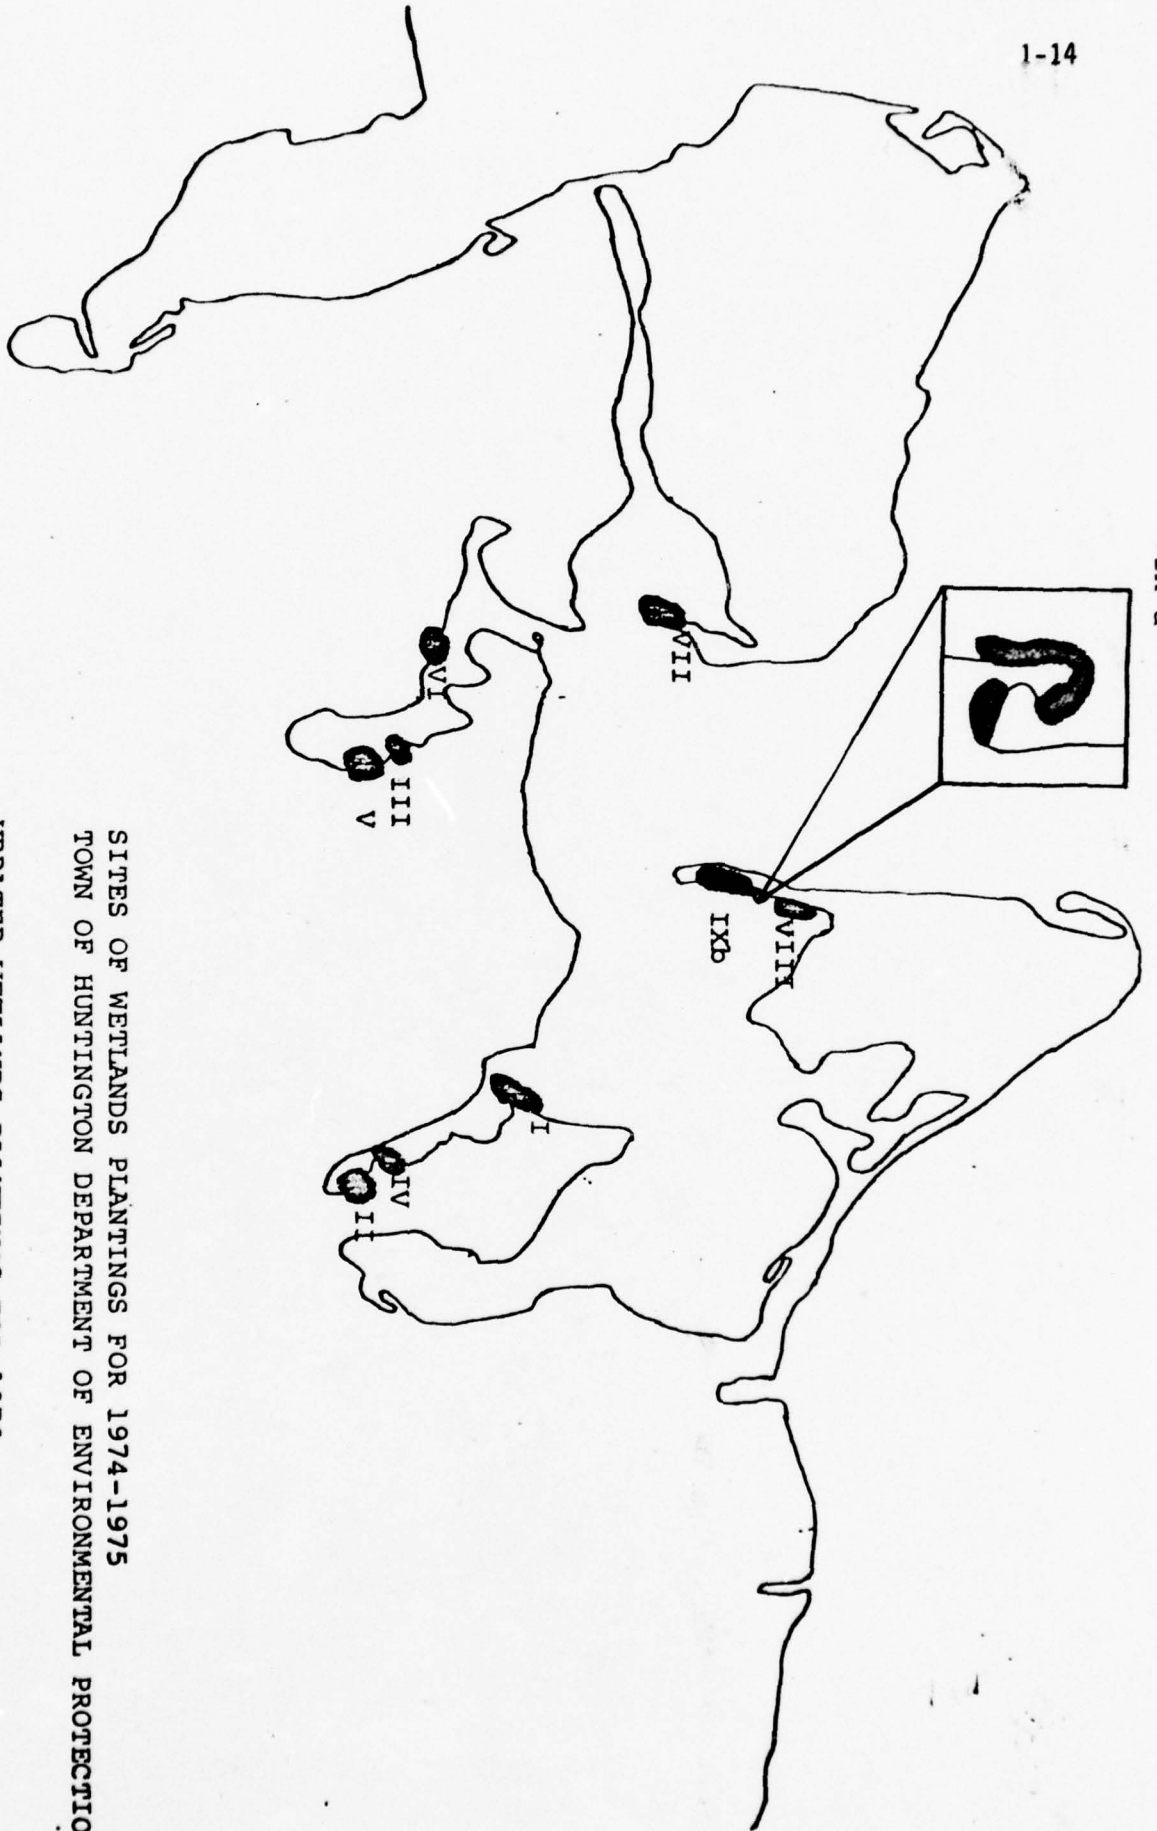 1-14
VII
VI
III
V
VIII
IXb
I
IV
II
SITES OF WETLANDS PLANTINGS FOR 1974-1975
TOWN OF HUNTINGTON DEPARTMENT OF ENVIRONMENTAL PROTECTIO